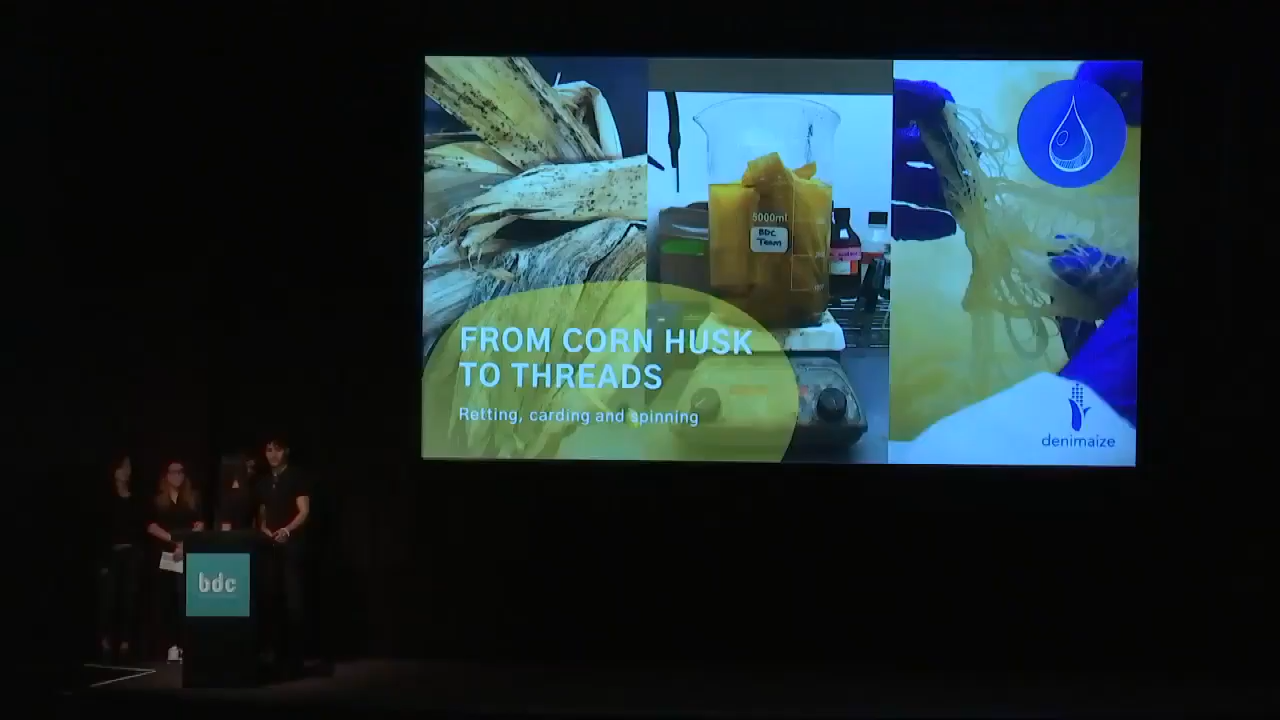 5000ml
BDC
Team
FROM CORN HUSK
TO THREADS
Retting, carding and spinning
denimaize
bdc